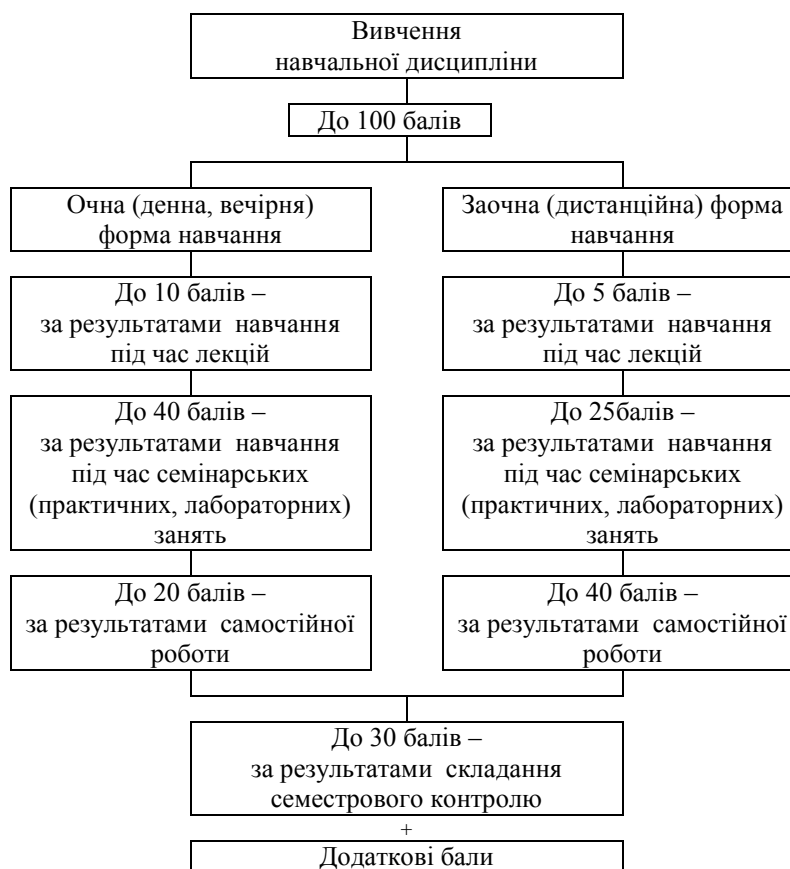 Вивчення
навчальної дисципліни
До 100 балів
Очна (денна, вечірня)
форма навчання
Заочна (дистанційна) форма
навчання
До 10 балів –
за результатами навчання
під час лекцій
До 5 балів –
за результатами навчання
під час лекцій
До 40 балів –
за результатами навчання
під час семінарських
(практичних, лабораторних)
занять
До 25балів –
за результатами навчання
під час семінарських
(практичних, лабораторних)
занять
До 20 балів –
за результатами самостійної
роботи
До 40 балів –
за результатами самостійної
роботи
До 30 балів –
за результатами складання
семестрового контролю
+
Додаткові бали